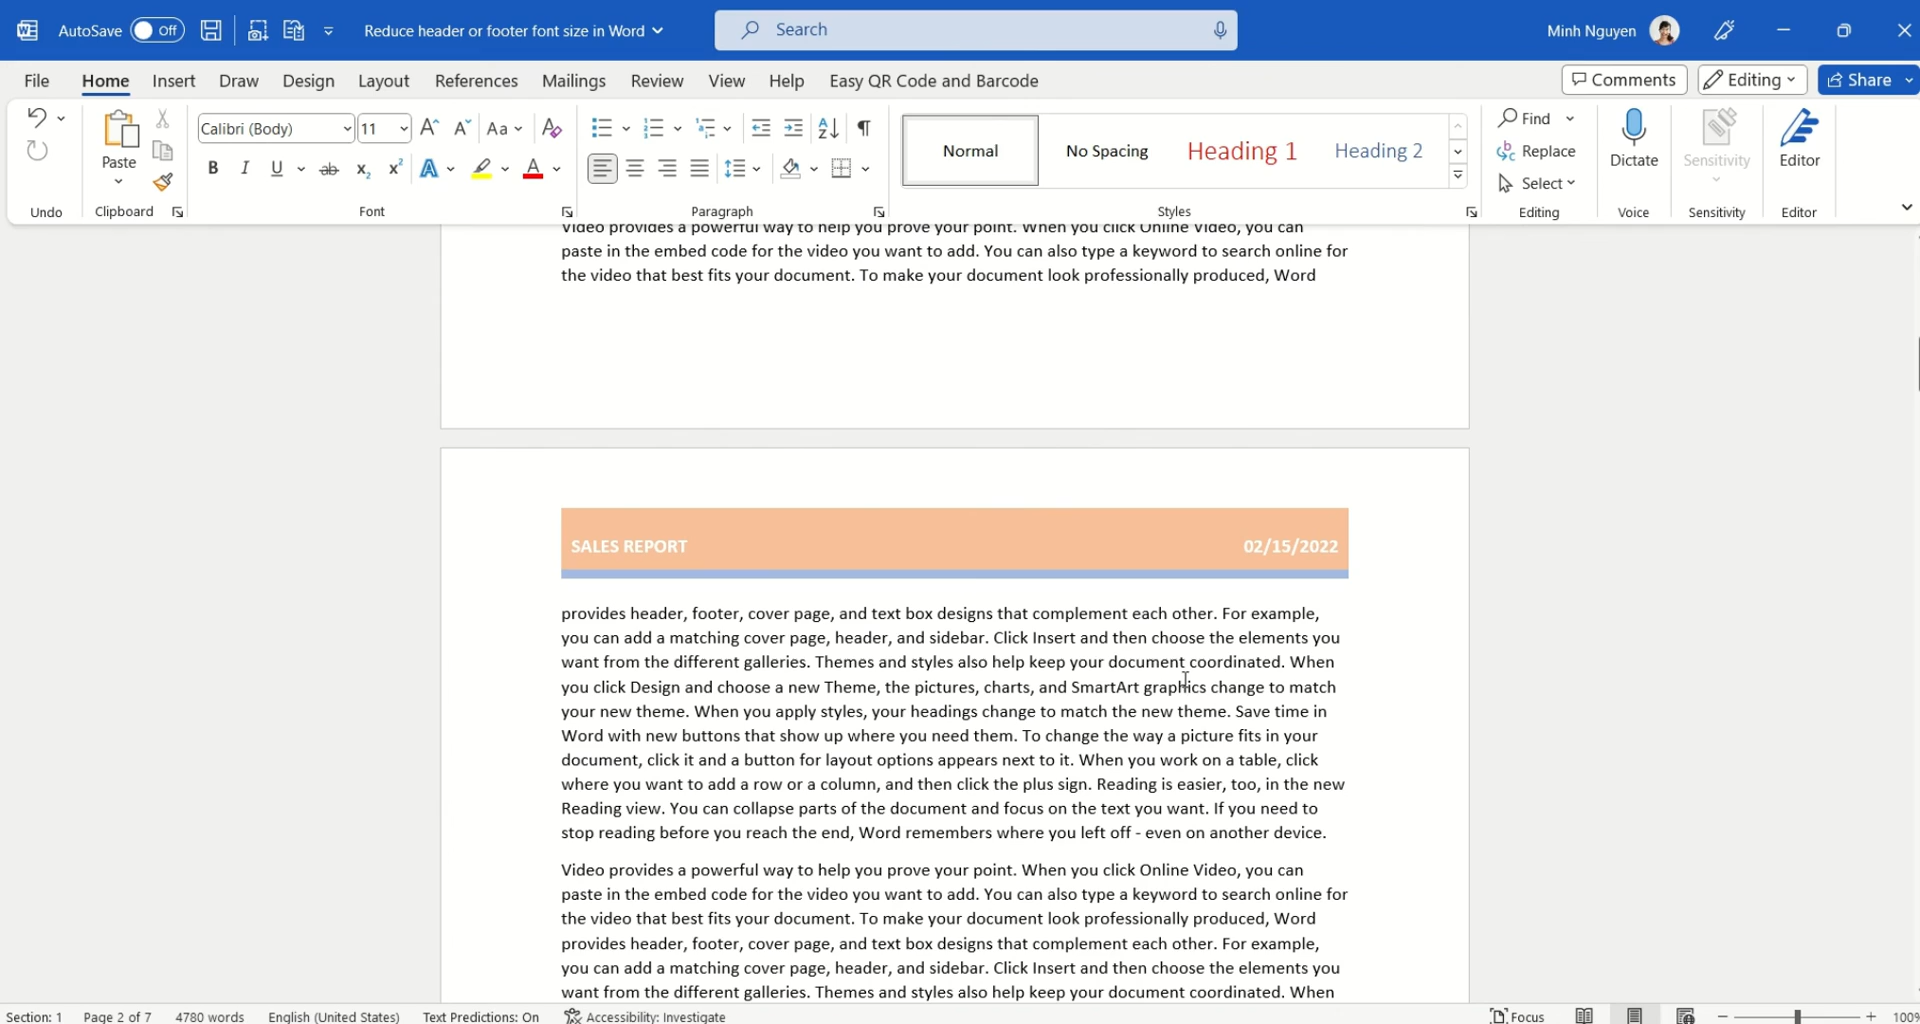 AutoSave Off Reduce header or footer font size in Word Search Minh Nguyen
File Home Insert Draw Design Layout References Mailings Review View Help Easy QR Code and Barcode Comments Editing Share
Calibri (Body) 11 Aa
Paste
B I U ab x₂ x² A A
Normal No Spacing Heading 1 Heading 2
Find
Replace
Select
Dictate Sensitivity Editor
Undo Clipboard Font Paragraph Styles Editing Voice Sensitivity Editor
Video provides a powerful way to help you prove your point. When you click Online Video, you can
paste in the embed code for the video you want to add. You can also type a keyword to search online for
the video that best fits your document. To make your document look professionally produced, Word
SALES REPORT 02/15/2022
provides header, footer, cover page, and text box designs that complement each other. For example,
you can add a matching cover page, header, and sidebar. Click Insert and then choose the elements you
want from the different galleries. Themes and styles also help keep your document coordinated. When
you click Design and choose a new Theme, the pictures, charts, and SmartArt graphics change to match
your new theme. When you apply styles, your headings change to match the new theme. Save time in
Word with new buttons that show up where you need them. To change the way a picture fits in your
document, click it and a button for layout options appears next to it. When you work on a table, click
where you want to add a row or a column, and then click the plus sign. Reading is easier, too, in the new
Reading view. You can collapse parts of the document and focus on the text you want. If you need to
stop reading before you reach the end, Word remembers where you left off - even on another device.
Video provides a powerful way to help you prove your point. When you click Online Video, you can
paste in the embed code for the video you want to add. You can also type a keyword to search online for
the video that best fits your document. To make your document look professionally produced, Word
provides header, footer, cover page, and text box designs that complement each other. For example,
you can add a matching cover page, header, and sidebar. Click Insert and then choose the elements you
want from the different galleries. Themes and styles also help keep your document coordinated. When
Section: 1 Page 2 of 7 4780 words English (United States) Text Predictions: On Accessibility: Investigate Focus 100%